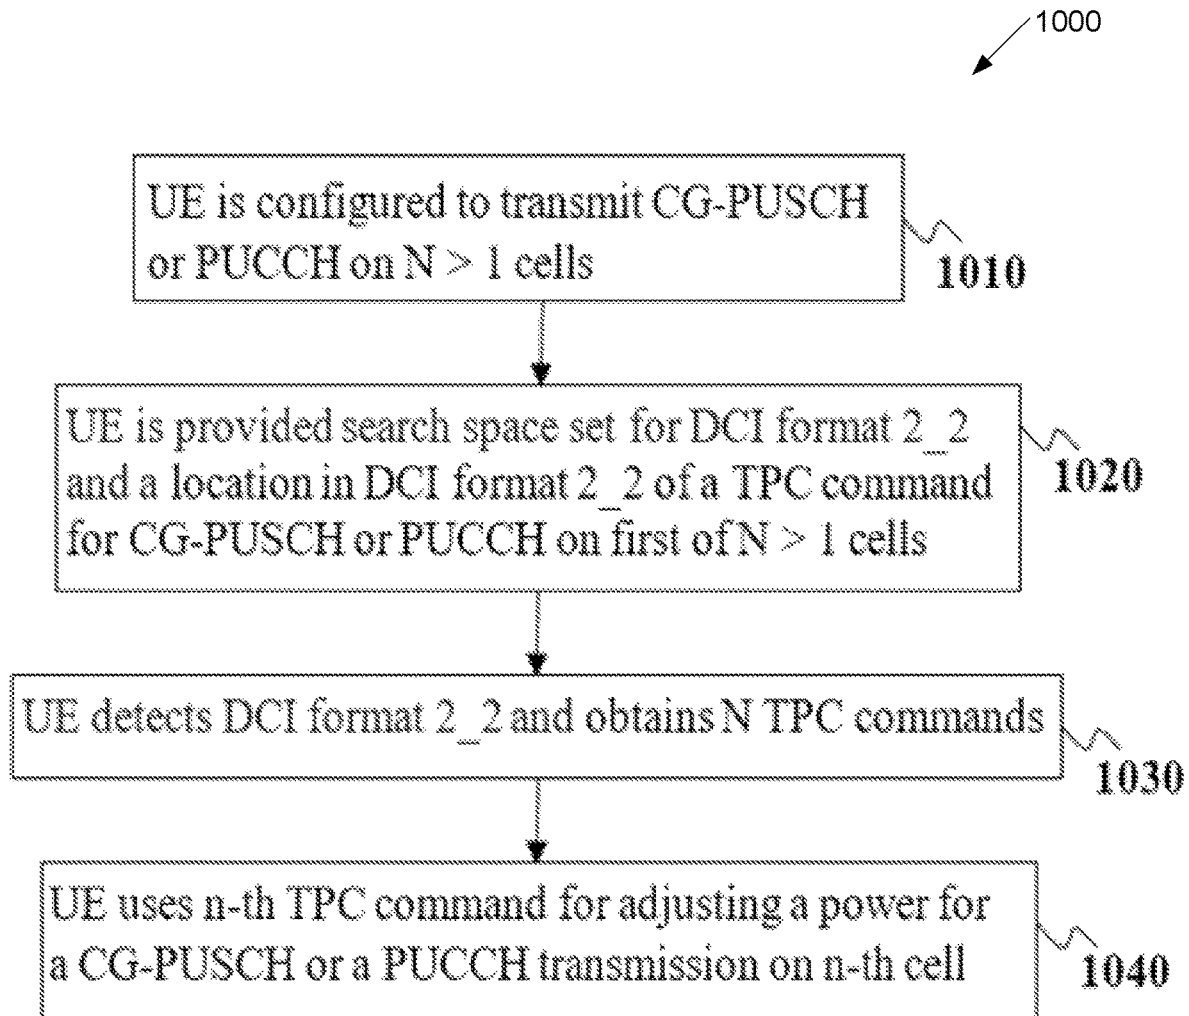 1000
UE is configured to transmit CG-PUSCH
or PUCCH on N > 1 cells
1010
UE is provided search space set for DCI format 2_2
and a location in DCI format 2_2 of a TPC command
for CG-PUSCH or PUCCH on first of N > 1 cells
1020
UE detects DCI format 2_2 and obtains N TPC commands
1030
UE uses n-th TPC command for adjusting a power for
a CG-PUSCH or a PUCCH transmission on n-th cell
1040